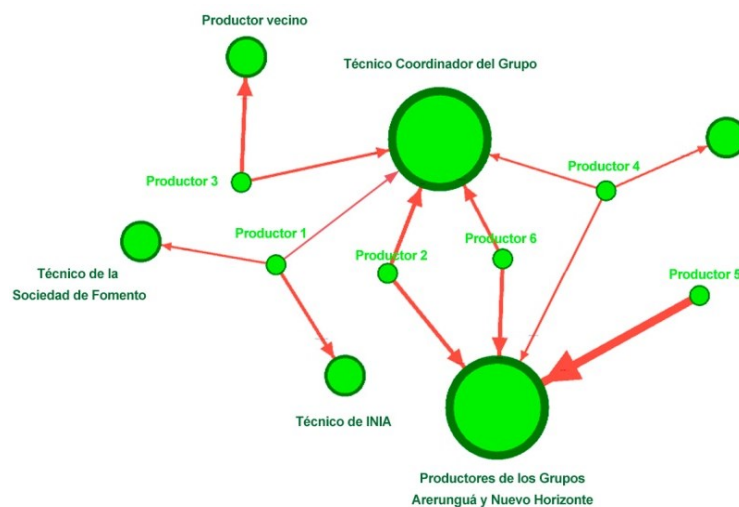 Productor vecino
Técnico Coordinador del Grupo
Productor 4
Productor 3
Productor 1
Productor 6
Productor 2
Técnico de la
Sociedad de Fomento
Productor 5
Técnico de INIA
Productores de los Grupos
Arerunguá y Nuevo Horizonte